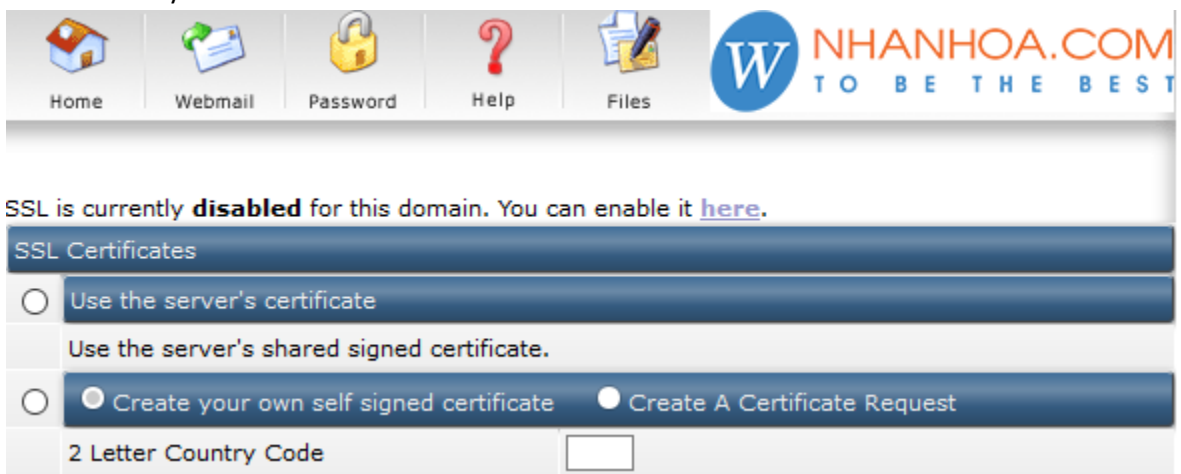 Home Webmail Password Help Files
W NHANHOA.COM
TO BE THE BEST
SSL is currently disabled for this domain. You can enable it here.
SSL Certificates
Use the server's certificate
Use the server's shared signed certificate.
Create your own self signed certificate Create A Certificate Request
2 Letter Country Code